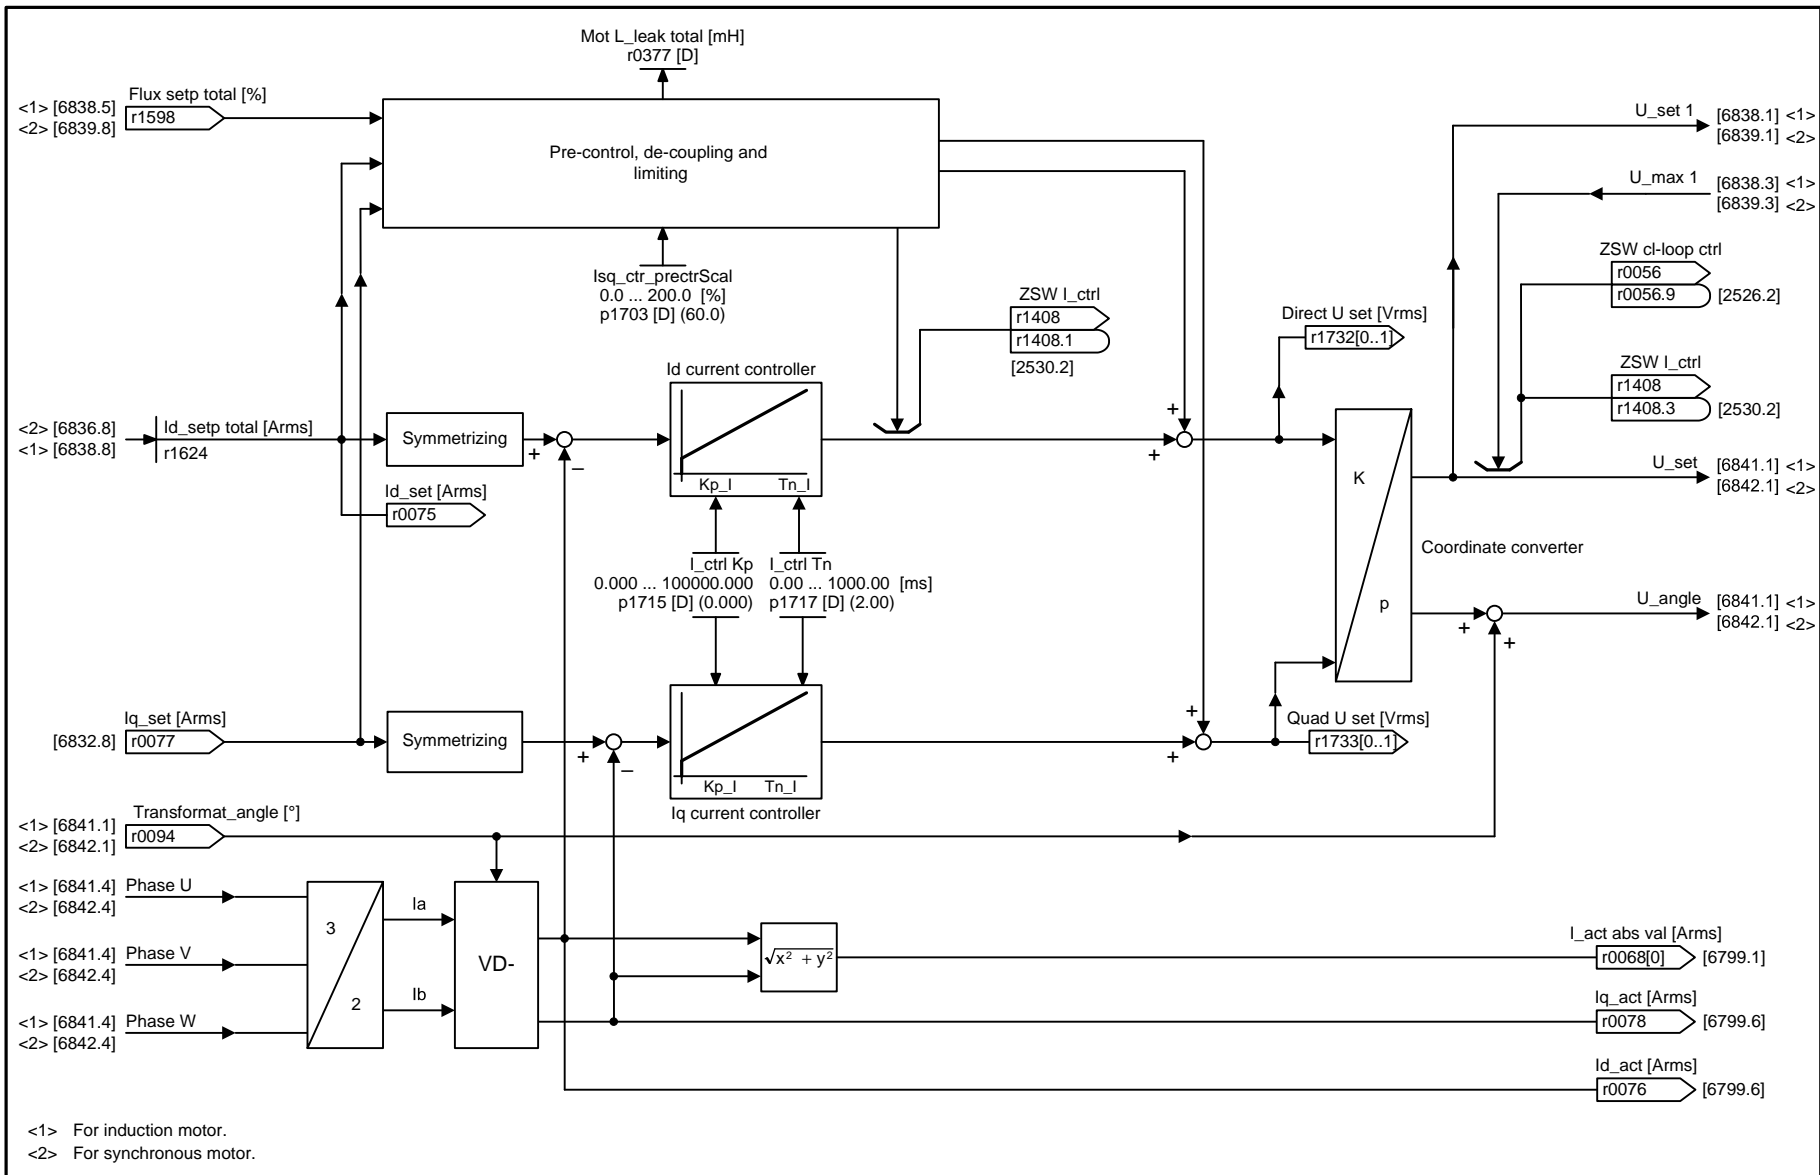 Mot L_leak total [mH]
r0377 [D]
Flux setp total [%]
<1> [6838.5]
<2> [6839.8]
r1598
Pre-control, de-coupling and
limiting
U_set 1
[6838.1] <1>
[6839.1] <2>
U_max 1
[6838.3] <1>
[6839.3] <2>
Isq_ctr_prectrScal
0.0 ... 200.0 [%]
p1703 [D] (60.0)
ZSW I_ctrl
r1408
r1408.1
[2530.2]
ZSW cl-loop ctrl
r0056
r0056.9
[2526.2]
Direct U set [Vrms]
r1732[0..1]
ZSW I_ctrl
r1408
r1408.3
[2530.2]
Id current controller
Kp_I Tn_I
<2> [6836.8]
<1> [6838.8]
Id_setp total [Arms]
r1624
Symmetrizing
+
–
+
+
Id_set [Arms]
r0075
K
p
U_set
[6841.1] <1>
[6842.1] <2>
Coordinate converter
I_ctrl Kp
0.000 ... 100000.000
p1715 [D] (0.000)
I_ctrl Tn
0.00 ... 1000.00 [ms]
p1717 [D] (2.00)
U_angle
[6841.1] <1>
[6842.1] <2>
+
+
Iq_set [Arms]
[6832.8]
r0077
Symmetrizing
+
–
Kp_I Tn_I
Iq current controller
+
+
Quad U set [Vrms]
r1733[0..1]
Transformat_angle [°]
<1> [6841.1]
<2> [6842.1]
r0094
<1> [6841.4]
<2> [6842.4]
Phase U
<1> [6841.4]
<2> [6842.4]
Phase V
<1> [6841.4]
<2> [6842.4]
Phase W
3
2
Ia
Ib
VD-
√x² + y²
I_act abs val [Arms]
r0068[0]
[6799.1]
Iq_act [Arms]
r0078
[6799.6]
Id_act [Arms]
r0076
[6799.6]
<1> For induction motor.
<2> For synchronous motor.